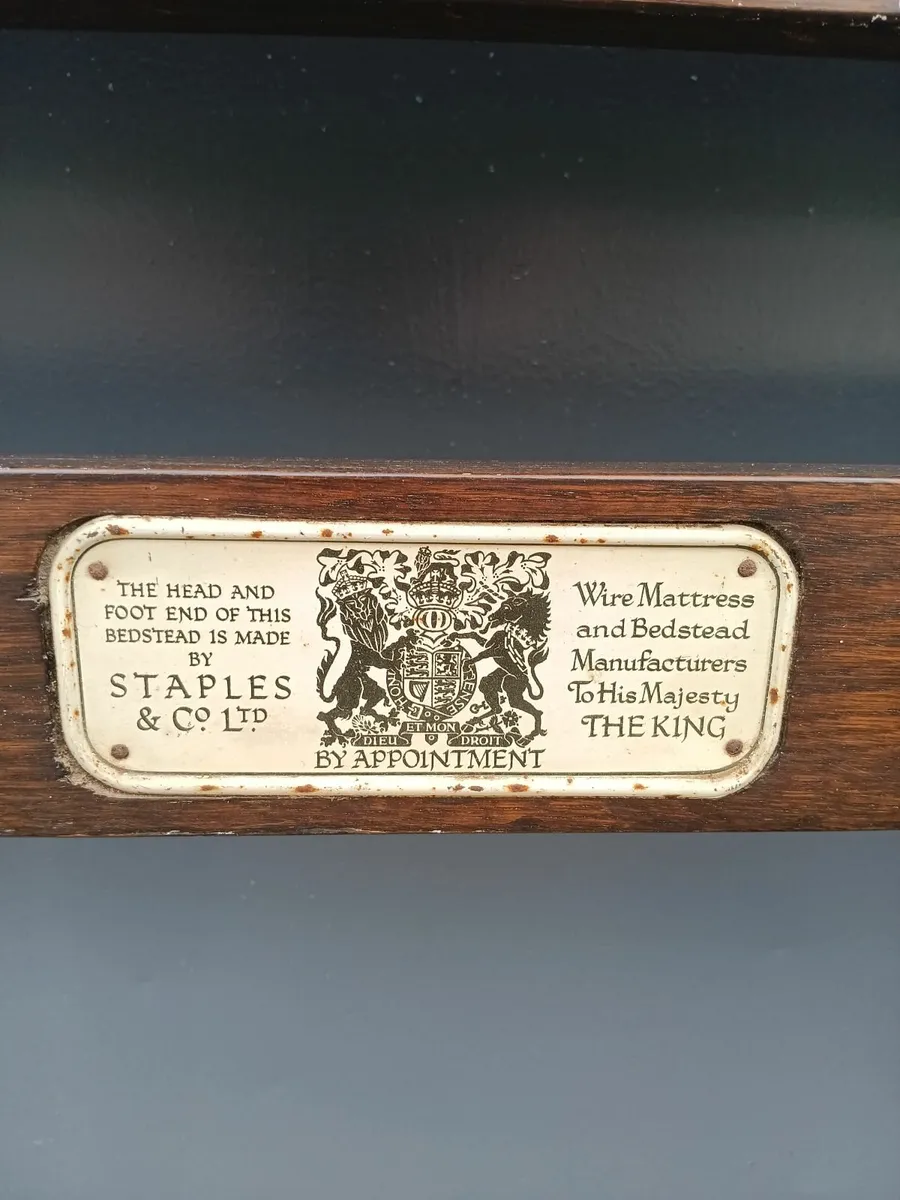 THE HEAD AND
FOOT END OF THIS
BEDSTEAD IS MADE
BY
STAPLES
& Co LTD
ET MON
DIEU DROIT
BY APPOINTMENT
Wire Mattress
and Bedstead
Manufacturers
To His Majesty
THE KING